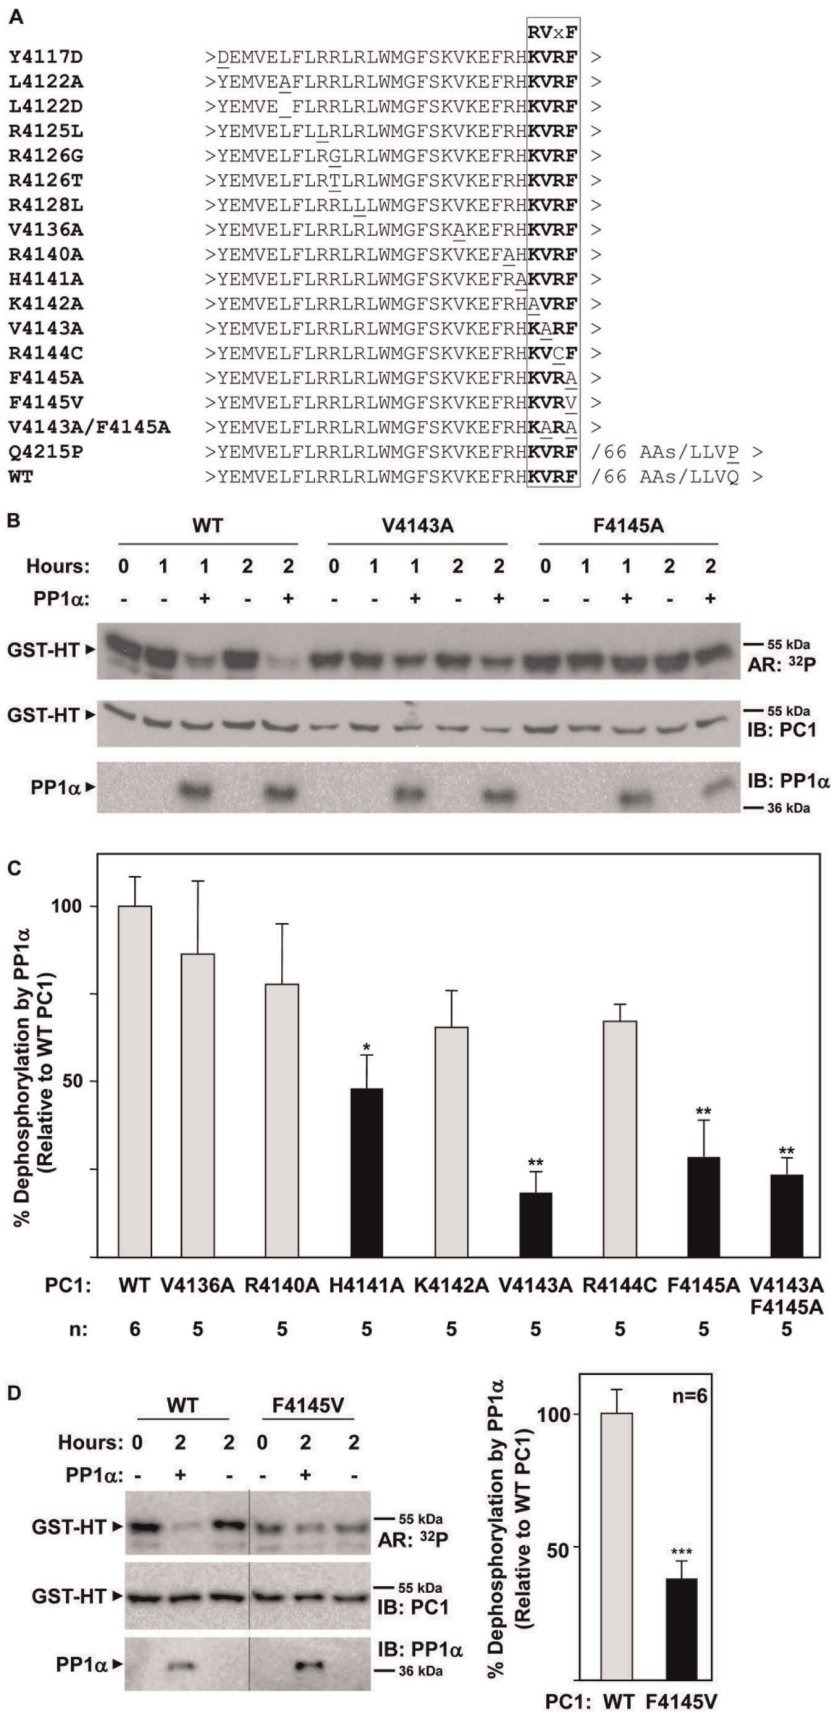 A
RVxF
Y4117D >DEMVELFLRRLRLWMGFSKVKEFRHKVRF >
L4122A >YEMVEAFLRRLRLWMGFSKVKEFRHKVRF >
L4122D >YEMVE_FLRRLRLWMGFSKVKEFRHKVRF >
R4125L >YEMVELFLLRLRLWMGFSKVKEFRHKVRF >
R4126G >YEMVELFLRGLRLWMGFSKVKEFRHKVRF >
R4126T >YEMVELFLRTLRLWMGFSKVKEFRHKVRF >
R4128L >YEMVELFLRRLLLWMGFSKVKEFRHKVRF >
V4136A >YEMVELFLRRLRLWMGFSKAKEFRHKVRF >
R4140A >YEMVELFLRRLRLWMGFSKVKEFAHKVRF >
H4141A >YEMVELFLRRLRLWMGFSKVKEFRAKVRF >
K4142A >YEMVELFLRRLRLWMGFSKVKEFRHAVRF >
V4143A >YEMVELFLRRLRLWMGFSKVKEFRHKARF >
R4144C >YEMVELFLRRLRLWMGFSKVKEFRHKVCF >
F4145A >YEMVELFLRRLRLWMGFSKVKEFRHKVRA >
F4145V >YEMVELFLRRLRLWMGFSKVKEFRHKVRV >
V4143A/F4145A >YEMVELFLRRLRLWMGFSKVKEFRHKARA >
Q4215P >YEMVELFLRRLRLWMGFSKVKEFRHKVRF /66 AAs/LLVP >
WT >YEMVELFLRRLRLWMGFSKVKEFRHKVRF /66 AAs/LLVQ >
B
WT V4143A F4145A
Hours: 0 1 1 2 2 0 1 1 2 2 0 1 1 2 2
PP1α: - - + - + - - + - + - - + - +
GST-HT 55 kDa
AR: ³²P
GST-HT 55 kDa
IB: PC1
PP1α IB: PP1α
36 kDa
C
% Dephosphorylation by PP1α
(Relative to WT PC1)
100
50
* ** ** **
PC1: WT V4136A R4140A H4141A K4142A V4143A R4144C F4145A V4143A
F4145A
n: 6 5 5 5 5 5 5 5 5
D
WT F4145V
Hours: 0 2 2 0 2 2
PP1α: - + - - + -
GST-HT 55 kDa
AR: ³²P
GST-HT 55 kDa
IB: PC1
PP1α IB: PP1α
36 kDa
% Dephosphorylation by PP1α
(Relative to WT PC1)
n=6
100
50
***
PC1: WT F4145V